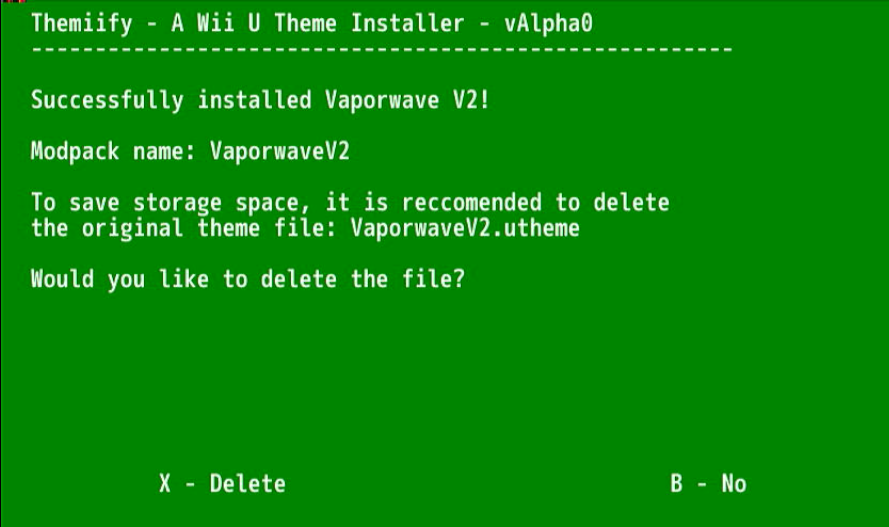 Themiify - A Wii U Theme Installer - vAlpha0
-------------------------------------------------------
Successfully installed Vaporwave V2!
Modpack name: VaporwaveV2
To save storage space, it is reccomended to delete
the original theme file: VaporwaveV2.utheme
Would you like to delete the file?
X - Delete
B - No